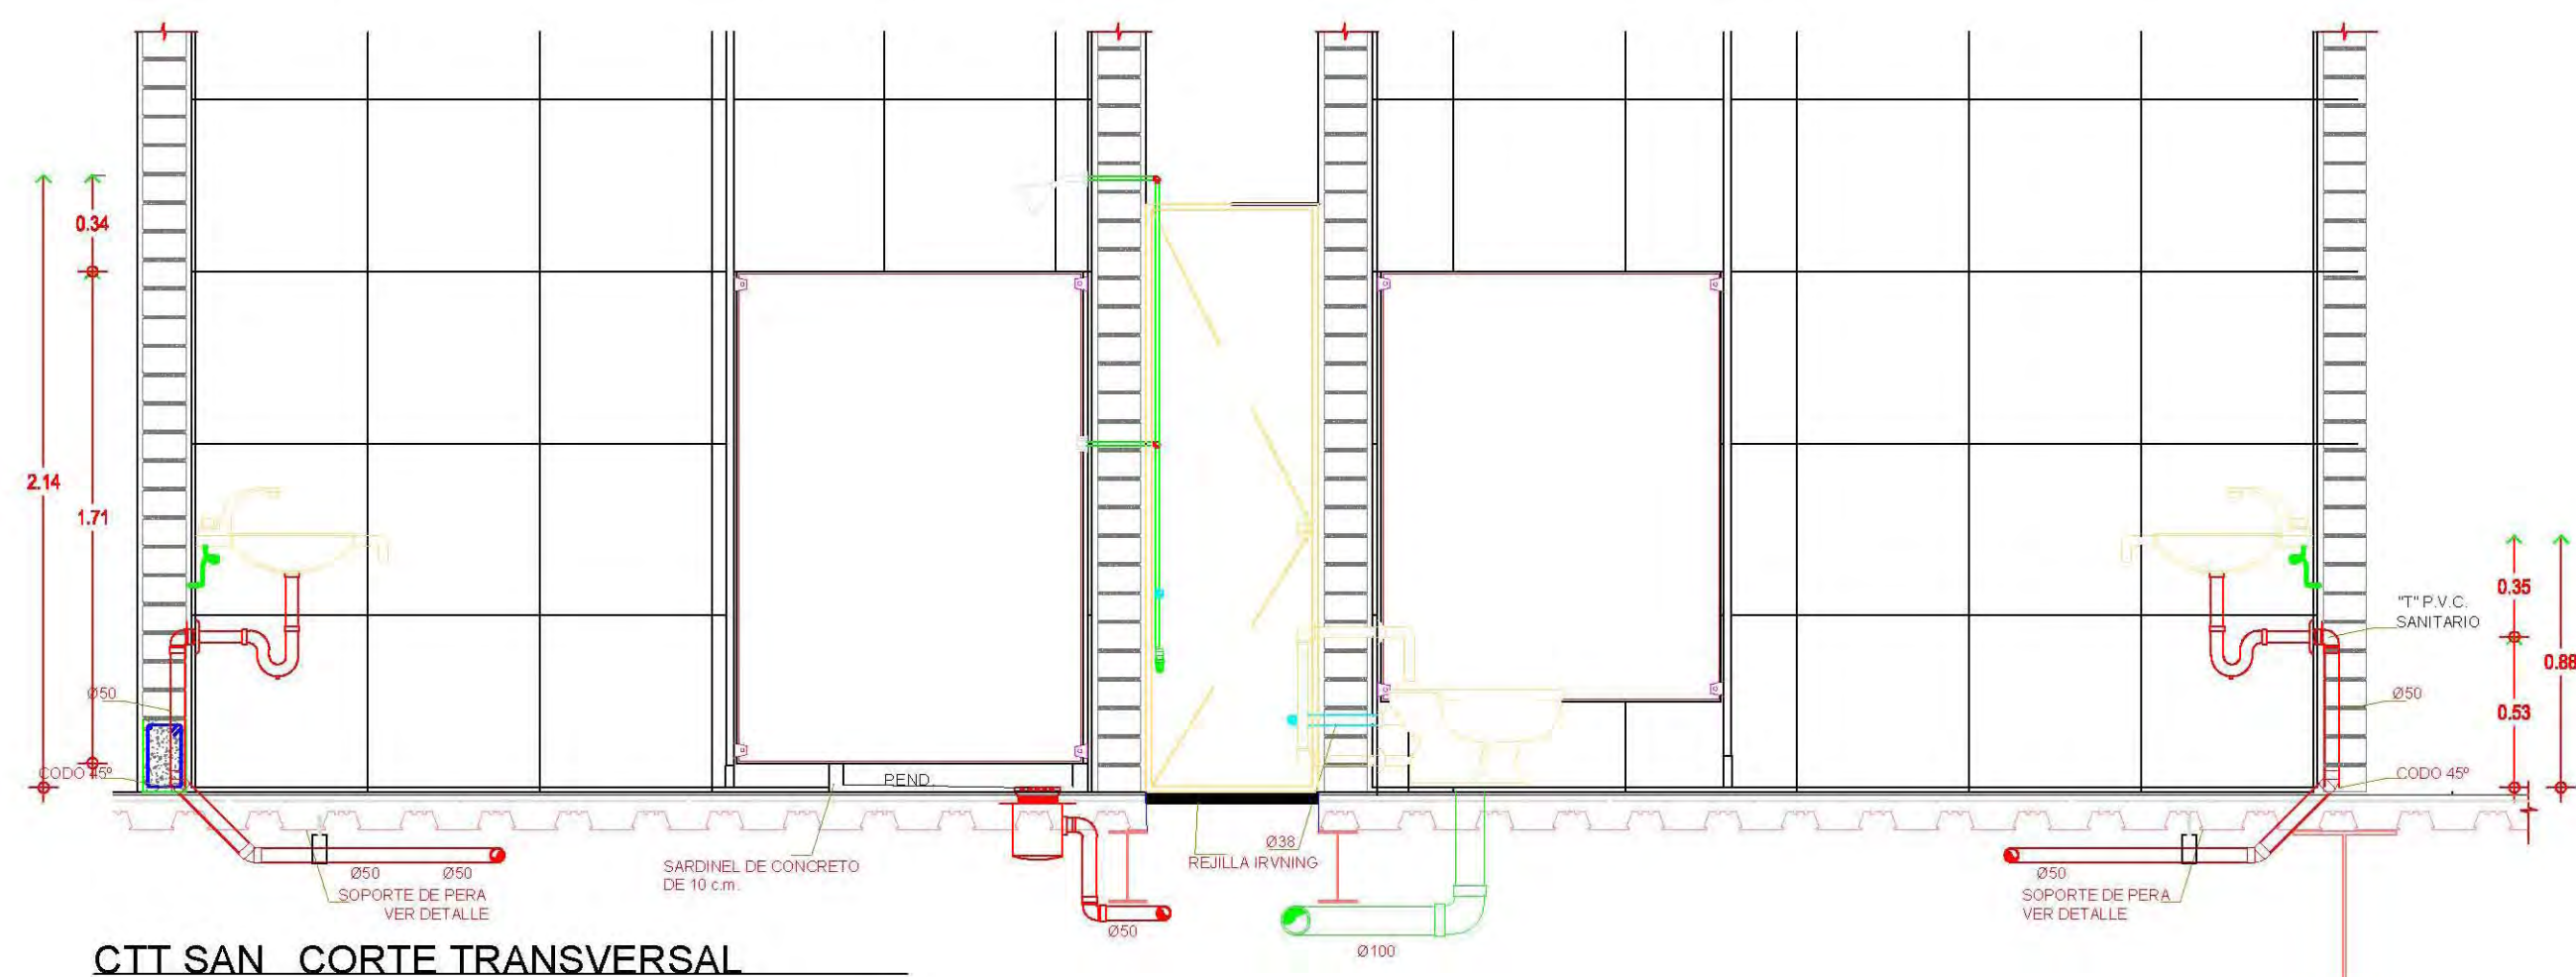 0.34
2.14
1.71
0.35
"T" P.V.C.
SANITARIO
0.88
Ø50
Ø50
0.53
CODO 45º
PEND.
CODO 45º
SARDINEL DE CONCRETO
DE 10 c.m.
Ø38
REJILLA IRVNING
Ø50
Ø50
SOPORTE DE PERA
VER DETALLE
Ø50
SOPORTE DE PERA
VER DETALLE
Ø50
Ø100
CTT SAN CORTE TRANSVERSAL